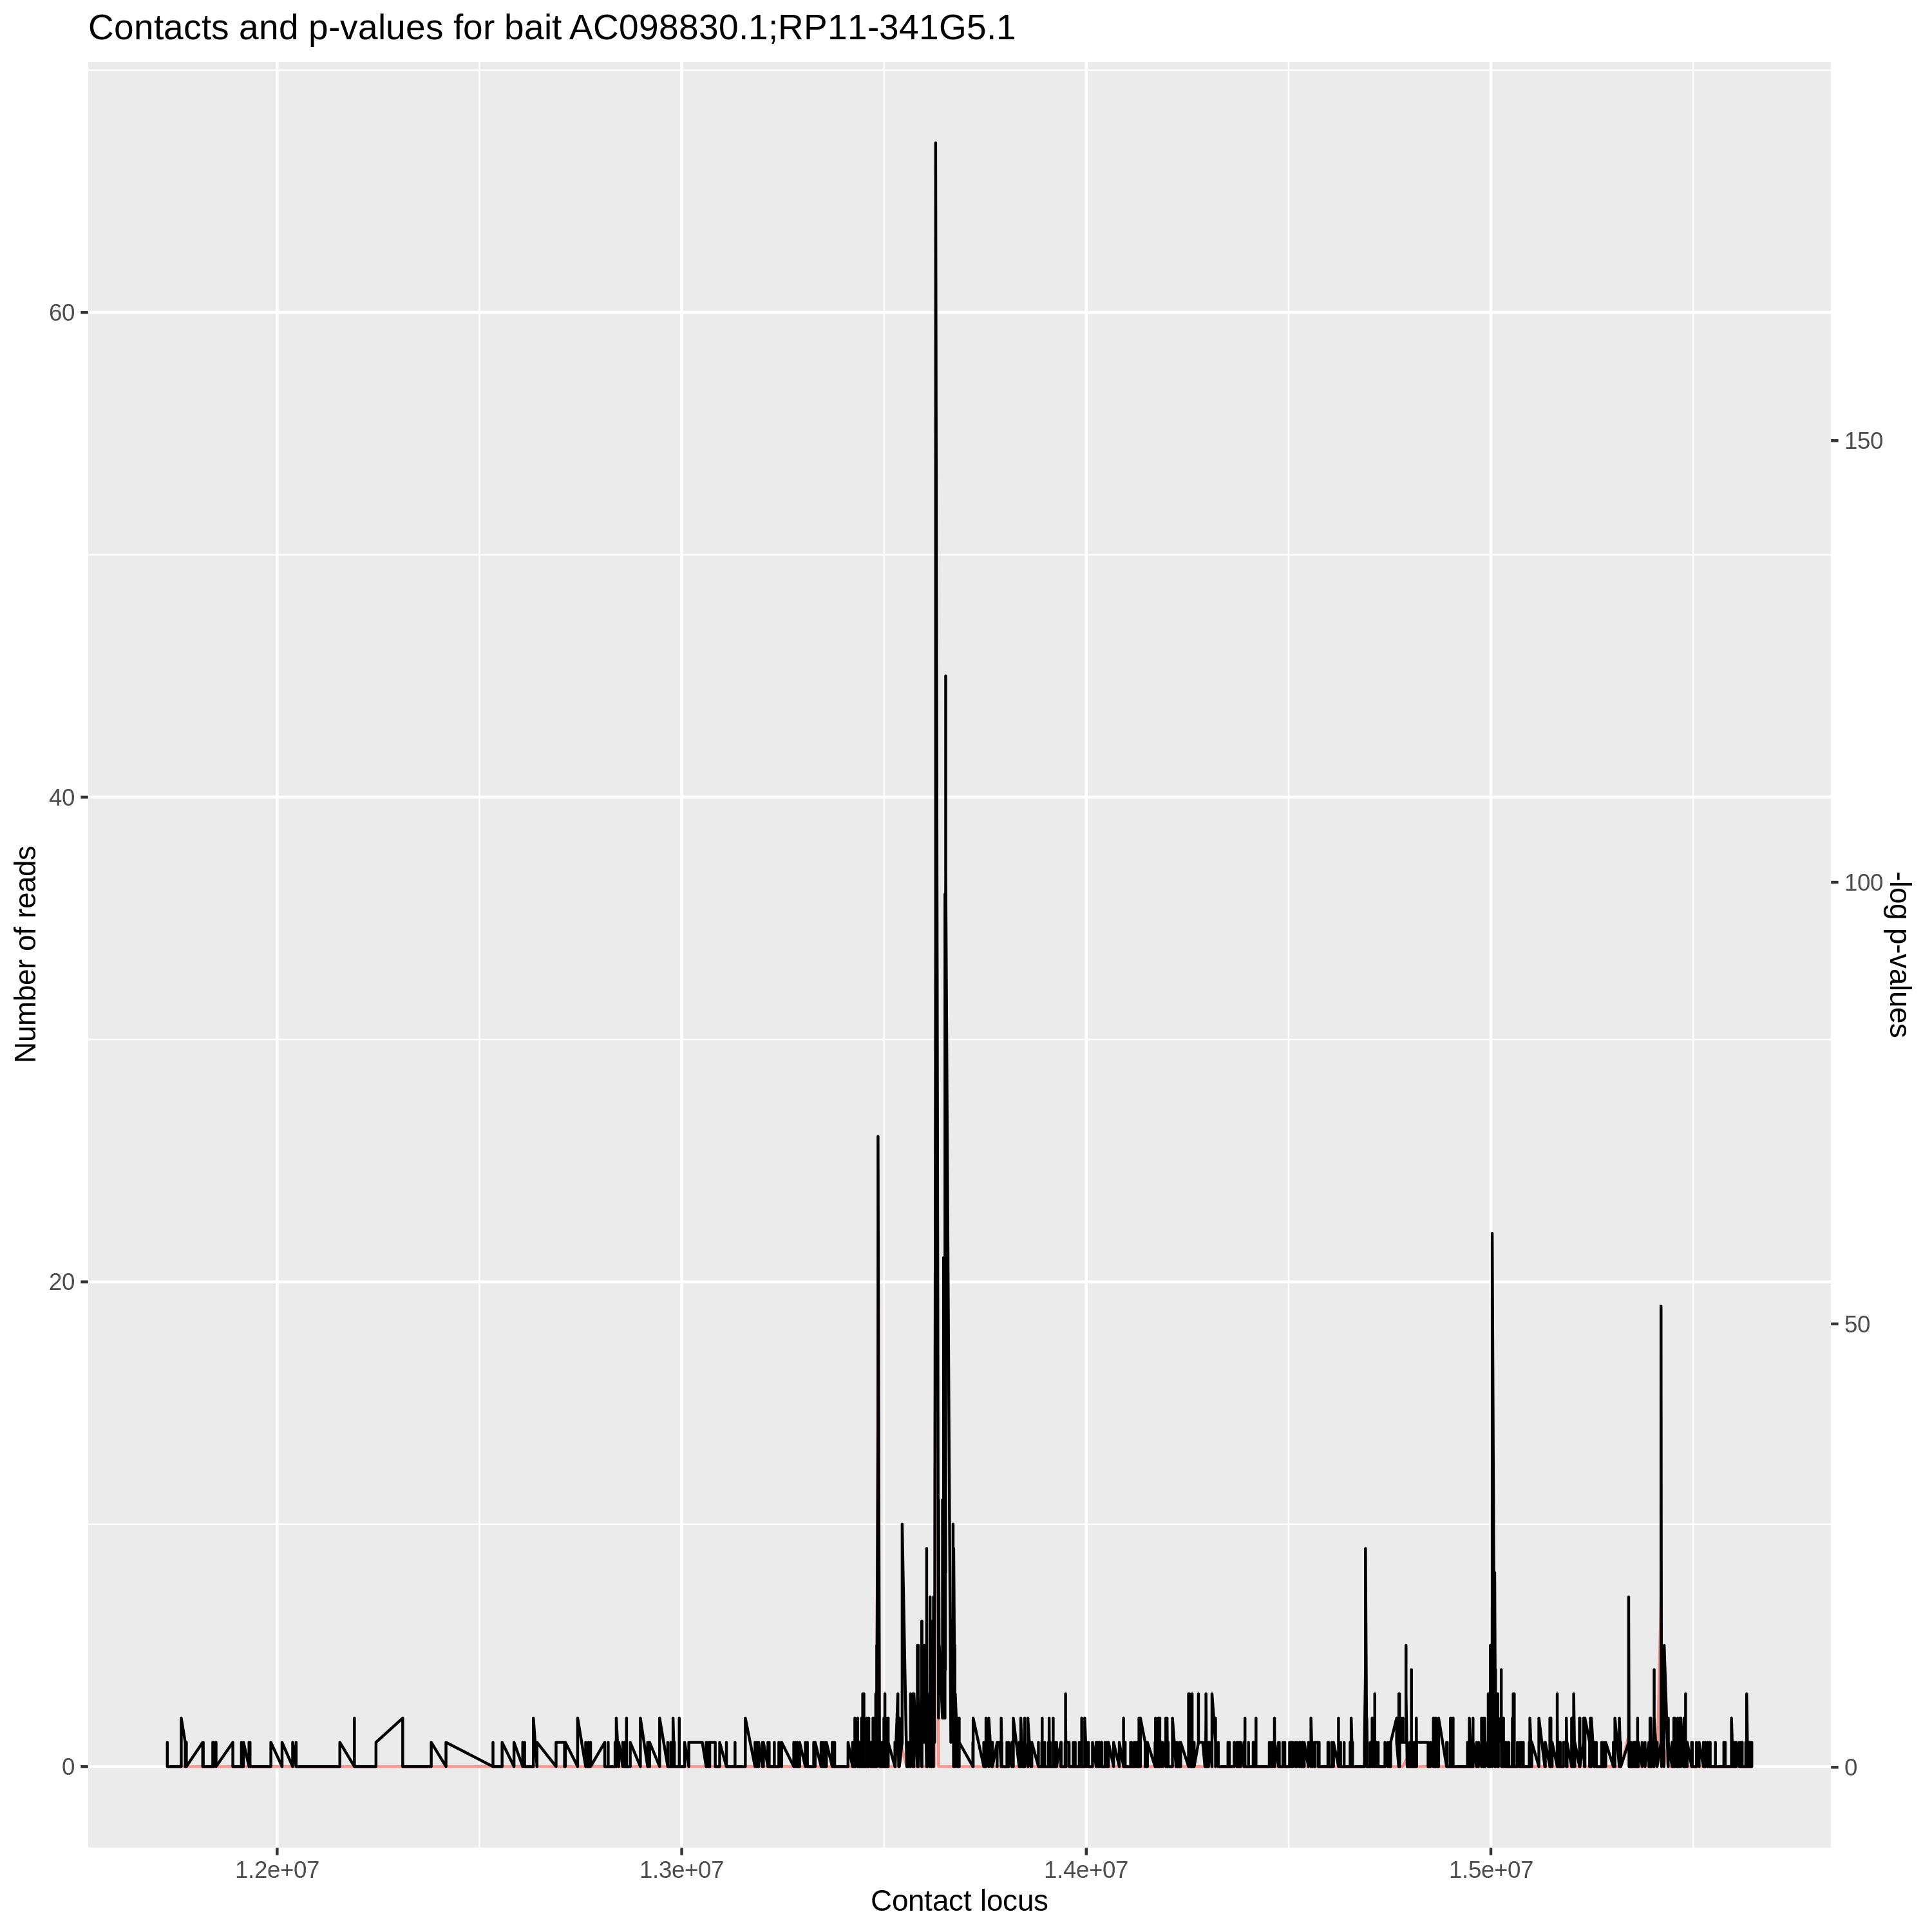 Contacts and p-values for bait AC098830.1;RP11-341G5.1
60
40
20
0
Number of reads
150
100
50
0
-log p-values
1.2e+07
1.3e+07
1.4e+07
1.5e+07
Contact locus